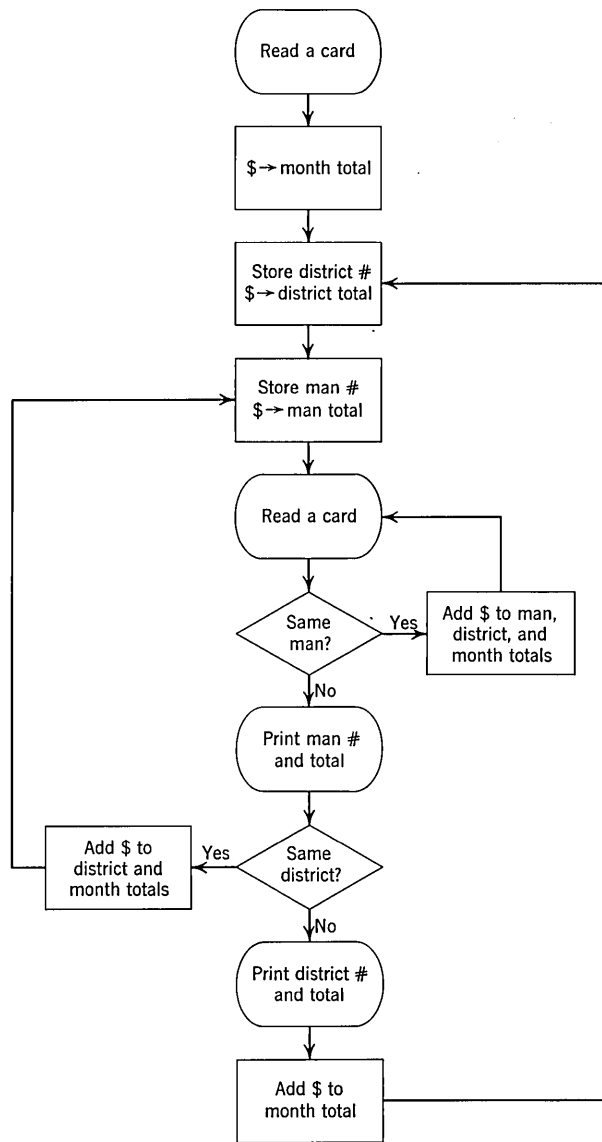 Read a card
$→month total
Store district #
$→district total
Store man #
$→man total
Read a card
Same
man?
Yes
Add $ to man,
district, and
month totals
No
Print man #
and total
Same
district?
Yes
Add $ to
district and
month totals
No
Print district #
and total
Add $ to
month total